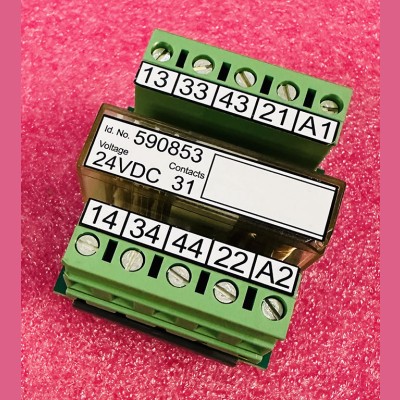 13 33 43 21 A1
Id. No. 590853
Voltage Contacts
24VDC 31
14 34 44 22 A2